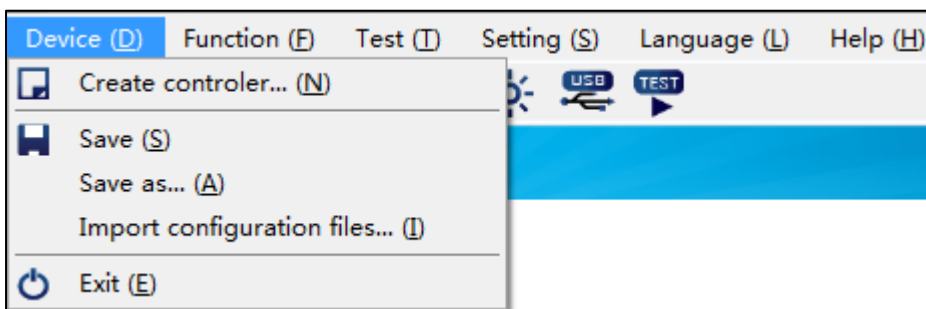 Device (D) Function (F) Test (T) Setting (S) Language (L) Help (H)
Create controler... (N)
USB TEST
Save (S)
Save as... (A)
Import configuration files... (I)
Exit (E)